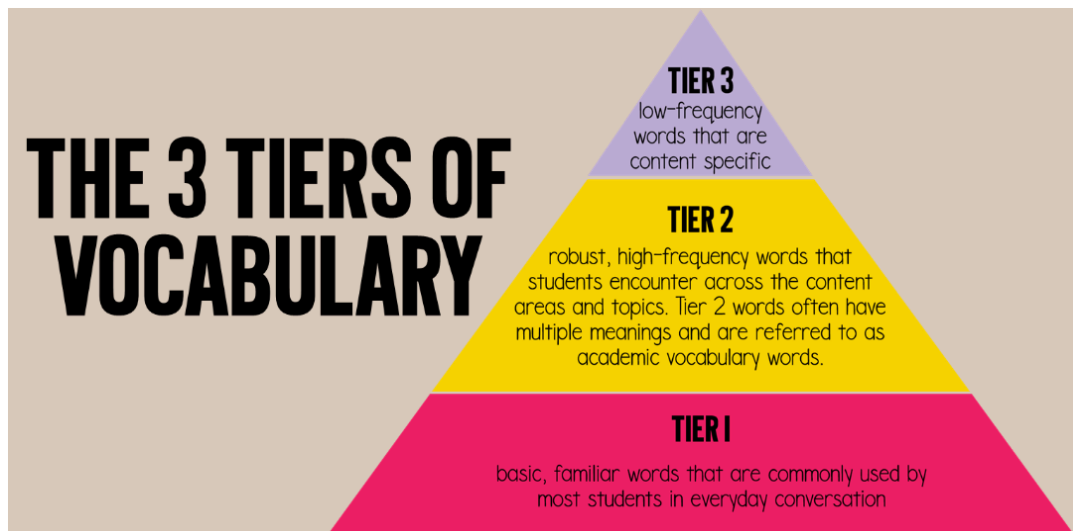 THE 3 TIERS OF
VOCABULARY
TIER 3
low-frequency
words that are
content specific
TIER 2
robust, high-frequency words that
students encounter across the content
areas and topics. Tier 2 words often have
multiple meanings and are referred to as
academic vocabulary words.
TIER 1
basic, familiar words that are commonly used by
most students in everyday conversation